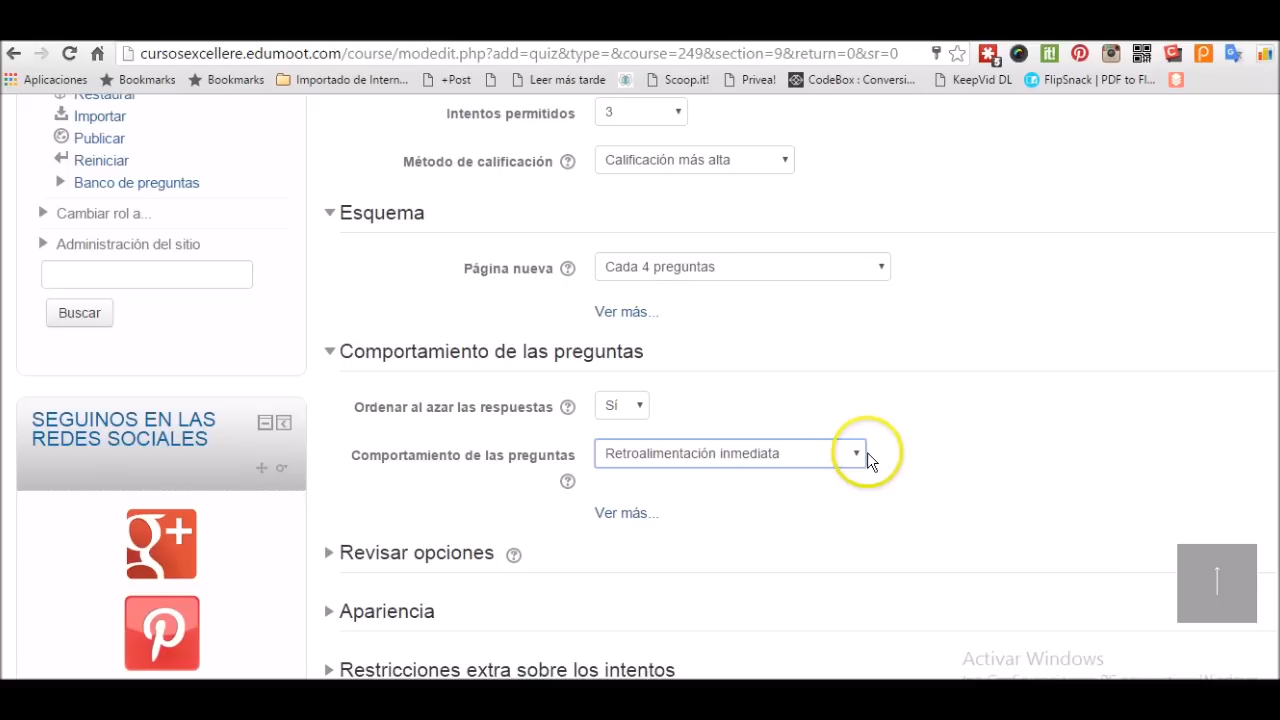 cursosexcellere.edumoot.com/course/modedit.php?add=quiz&type=&course=249&section=9&return=0&sr=0
Aplicaciones Bookmarks Bookmarks Importado de Intern... +Post Leer más tarde Scoop.it! Privea! CodeBox : Conversi... KeepVid DL FlipSnack | PDF to Fl...
Restaurar
Importar
Publicar
Reiniciar
Banco de preguntas
Cambiar rol a...
Administración del sitio
Buscar
SEGUINOS EN LAS
REDES SOCIALES
g+
Intentos permitidos 3
Método de calificación Calificación más alta
Esquema
Página nueva Cada 4 preguntas
Ver más...
Comportamiento de las preguntas
Ordenar al azar las respuestas Sí
Comportamiento de las preguntas Retroalimentación inmediata
Ver más...
Revisar opciones
Apariencia
Restricciones extra sobre los intentos
Activar Windows